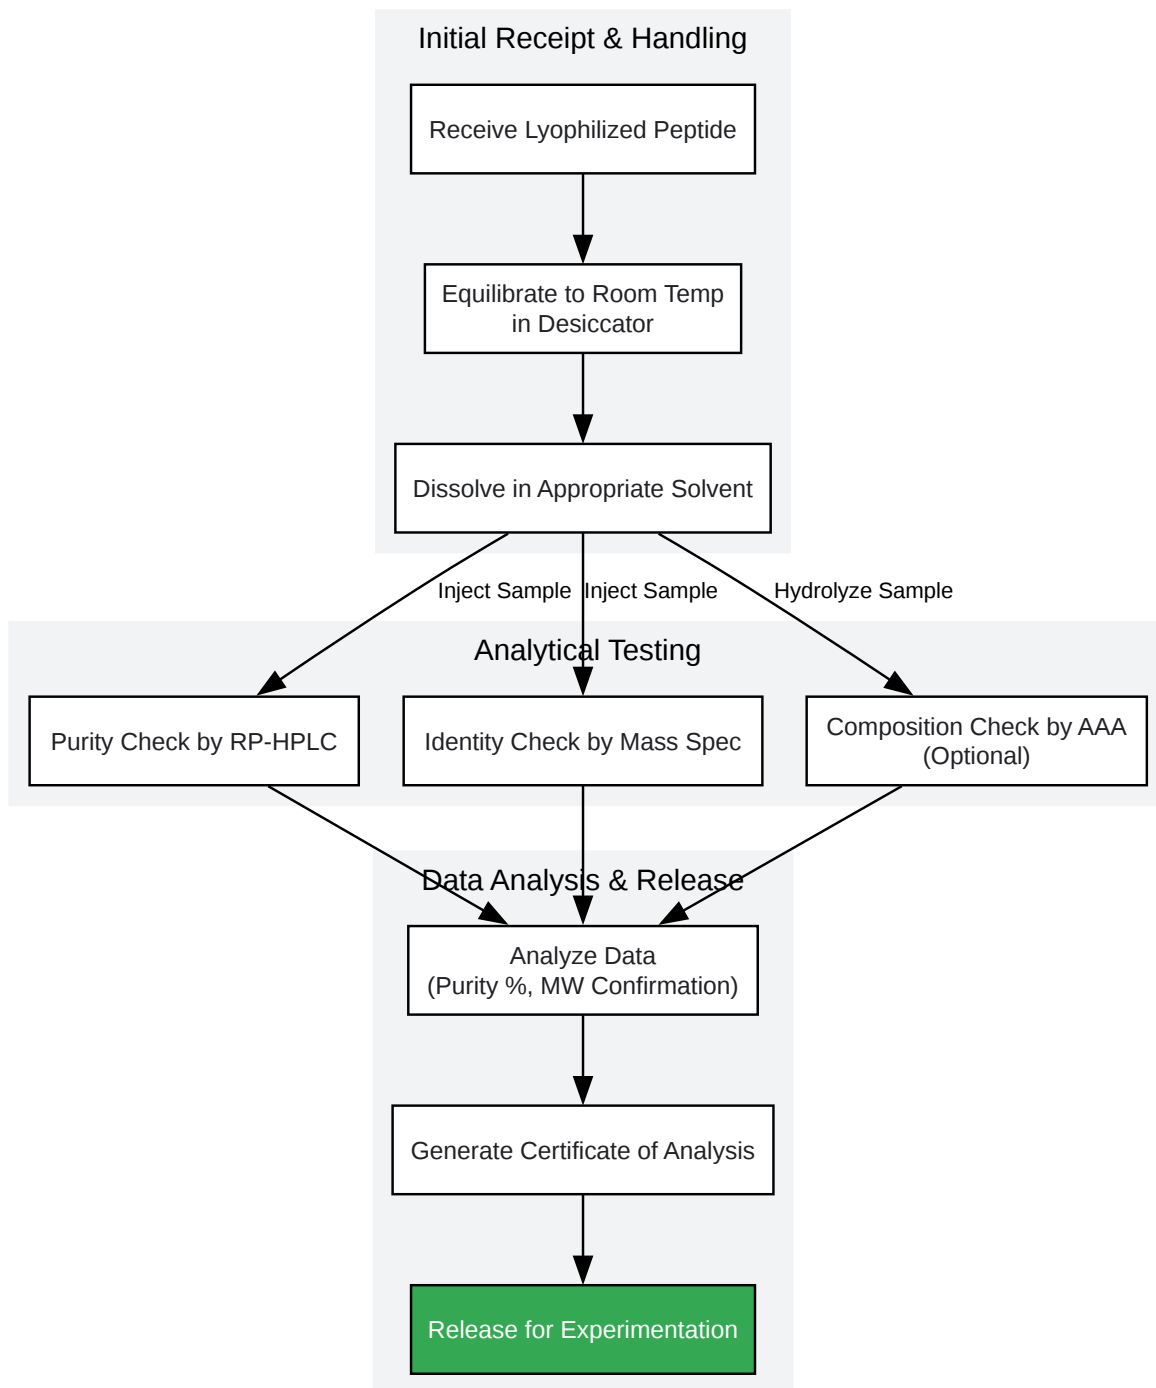 Initial Receipt & Handling
Receive Lyophilized Peptide
Equilibrate to Room Temp
in Desiccator
Dissolve in Appropriate Solvent
Inject Sample
Inject Sample
Hydrolyze Sample
Analytical Testing
Purity Check by RP-HPLC
Identity Check by Mass Spec
Composition Check by AAA
(Optional)
Data Analysis & Release
Analyze Data
(Purity %, MW Confirmation)
Generate Certificate of Analysis
Release for Experimentation